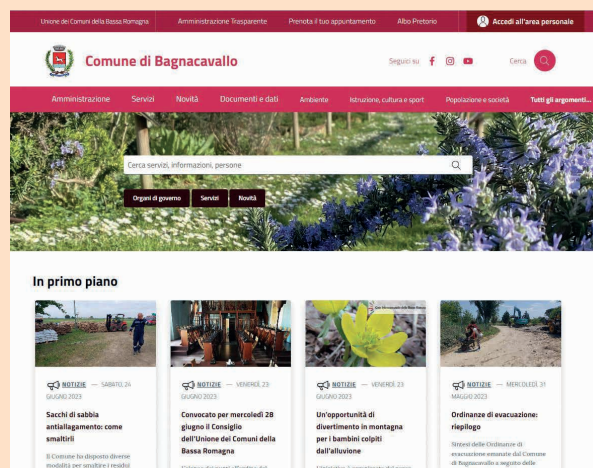 Unione dei Comuni della Bassa Romagna
Amministrazione Trasparente
Prenota il tuo appuntamento
Albo Pretorio
Accedi all'area personale
Comune di Bagnacavallo
Seguici su
Cerca
Amministrazione
Servizi
Novità
Documenti e dati
Ambiente
Istruzione, cultura e sport
Popolazione e società
Tutti gli argomenti...
Cerca servizi, informazioni, persone
Organi di governo
Servizi
Novità
In primo piano
NOTIZIE — SABATO, 24
GIUGNO 2023
Sacchi di sabbia
antiallagamento: come
smaltirli
Il Comune ha disposto diverse
modalità per smaltire i residui
NOTIZIE — VENERDÌ, 23
GIUGNO 2023
Convocato per mercoledì 28
giugno il Consiglio
dell'Unione dei Comuni della
Bassa Romagna
NOTIZIE — VENERDÌ, 23
GIUGNO 2023
Un'opportunità di
divertimento in montagna
per i bambini colpiti
dall'alluvione
NOTIZIE — MERCOLEDÌ, 31
MAGGIO 2023
Ordinanze di evacuazione:
riepilogo
Sintesi delle Ordinanze di
evacuazione emanate dal Comune
di Bagnacavallo a seguito delle